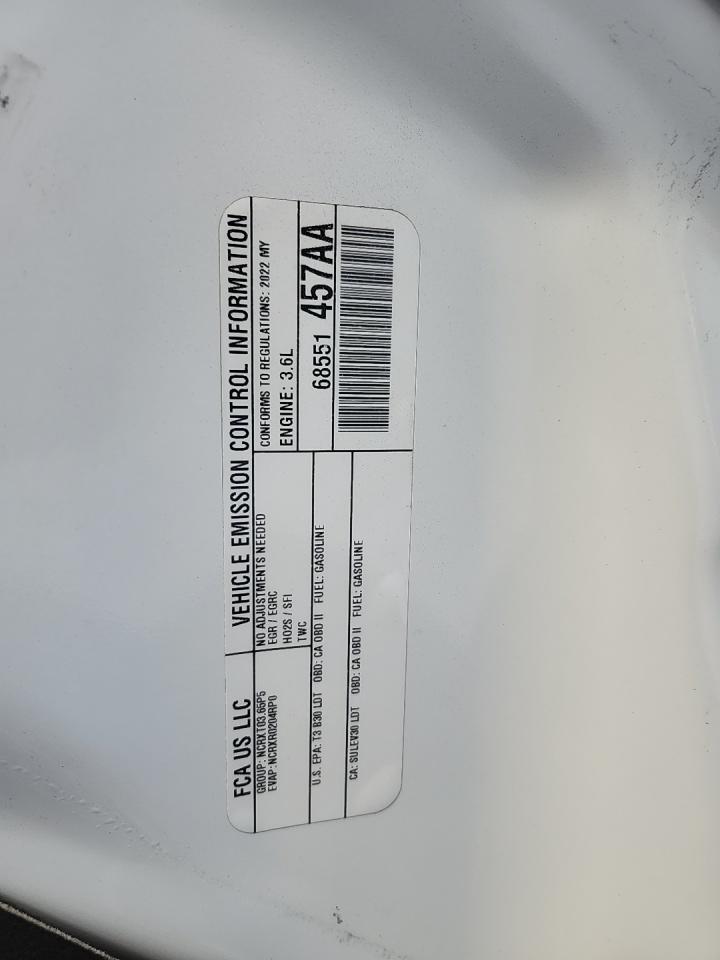 FCA US LLC VEHICLE EMISSION CONTROL INFORMATION
GROUP: NCRXT03.65P5
EVAP: NCRXR0204RP0
NO ADJUSTMENTS NEEDED
EGR / EGRC
HO2S / SFI
TWC
CONFORMS TO REGULATIONS: 2022 MY
ENGINE: 3.6L
68551 457AA
U.S. EPA: T3 B30 LDT OBD: CA OBD II FUEL: GASOLINE
CA: SULEV30 LDT OBD: CA OBD II FUEL: GASOLINE